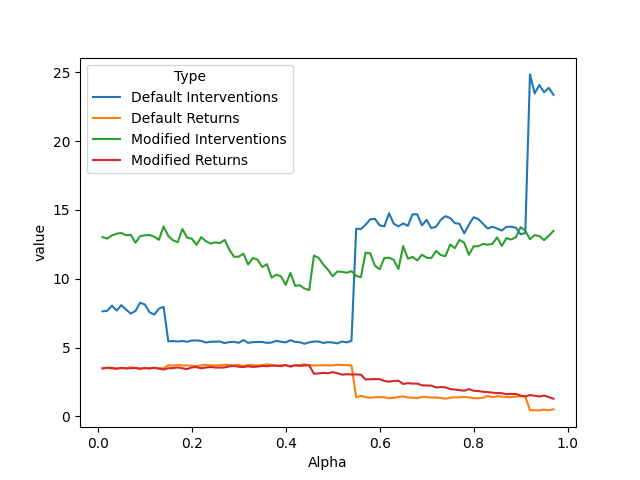 Type
Default Interventions
Default Returns
Modified Interventions
Modified Returns
25
20
15
10
5
0
value
0.0 0.2 0.4 0.6 0.8 1.0
Alpha